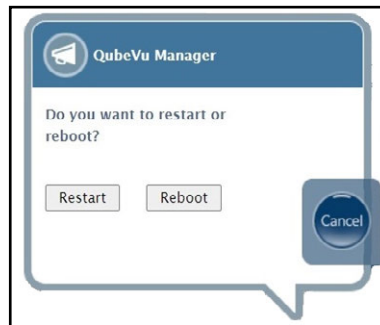 QubeVu Manager
Do you want to restart or
reboot?
Restart Reboot
Cancel